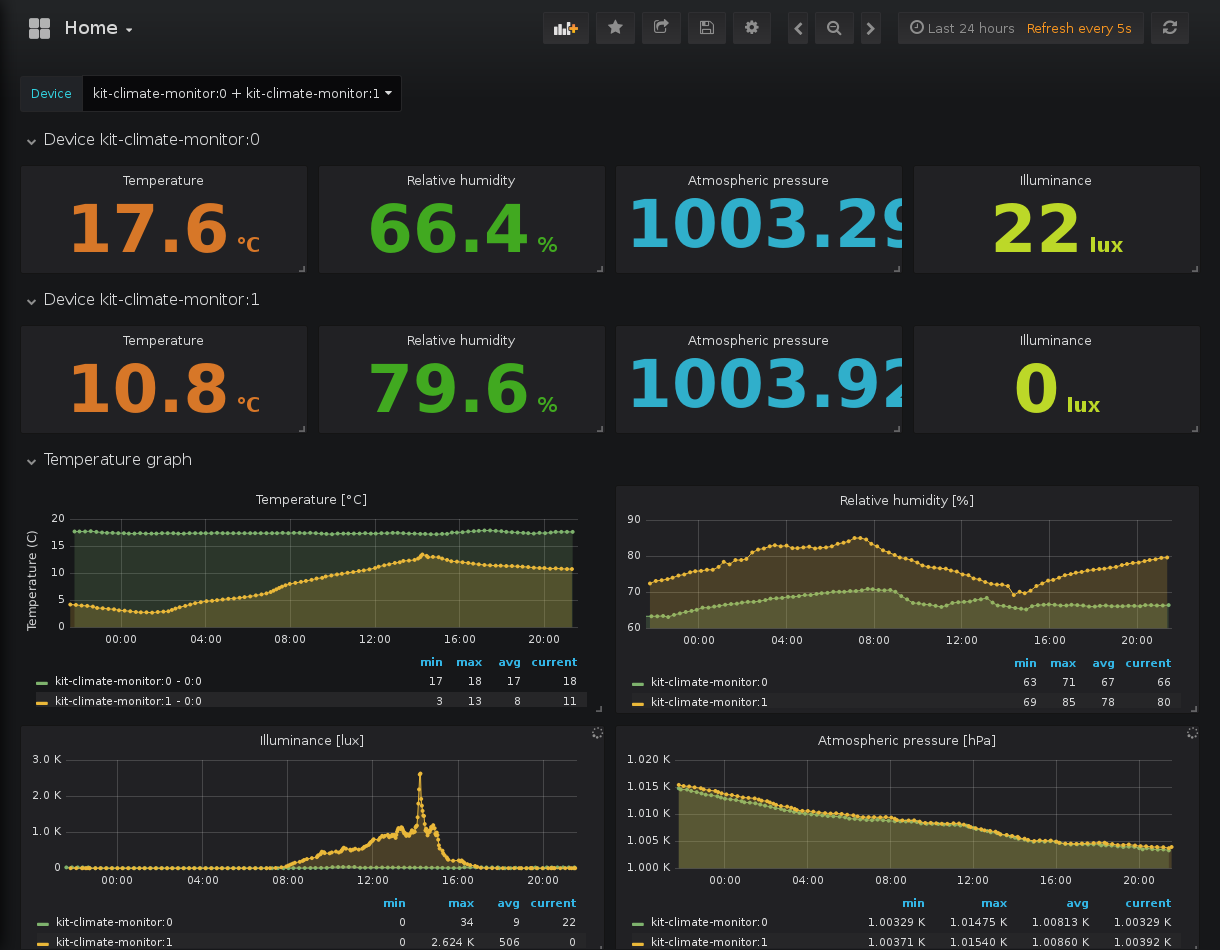 Home
Last 24 hours Refresh every 5s
Device kit-climate-monitor:0 + kit-climate-monitor:1
Device kit-climate-monitor:0
Temperature Relative humidity Atmospheric pressure Illuminance
17.6 °C 66.4 % 1003.29 22 lux
Device kit-climate-monitor:1
Temperature Relative humidity Atmospheric pressure Illuminance
10.8 °C 79.6 % 1003.92 0 lux
Temperature graph
Temperature [°C]
Temperature (C)
20
15
10
5
0
00:00 04:00 08:00 12:00 16:00 20:00
min max avg current
kit-climate-monitor:0 - 0:0 17 18 17 18
kit-climate-monitor:1 - 0:0 3 13 8 11
Relative humidity [%]
90
80
70
60
00:00 04:00 08:00 12:00 16:00 20:00
min max avg current
kit-climate-monitor:0 63 71 67 66
kit-climate-monitor:1 69 85 78 80
Illuminance [lux]
3.0 K
2.0 K
1.0 K
0
00:00 04:00 08:00 12:00 16:00 20:00
min max avg current
kit-climate-monitor:0 0 34 9 22
kit-climate-monitor:1 0 2.624 K 506 0
Atmospheric pressure [hPa]
1.020 K
1.015 K
1.010 K
1.005 K
1.000 K
00:00 04:00 08:00 12:00 16:00 20:00
min max avg current
kit-climate-monitor:0 1.00329 K 1.01475 K 1.00813 K 1.00329 K
kit-climate-monitor:1 1.00371 K 1.01540 K 1.00860 K 1.00392 K